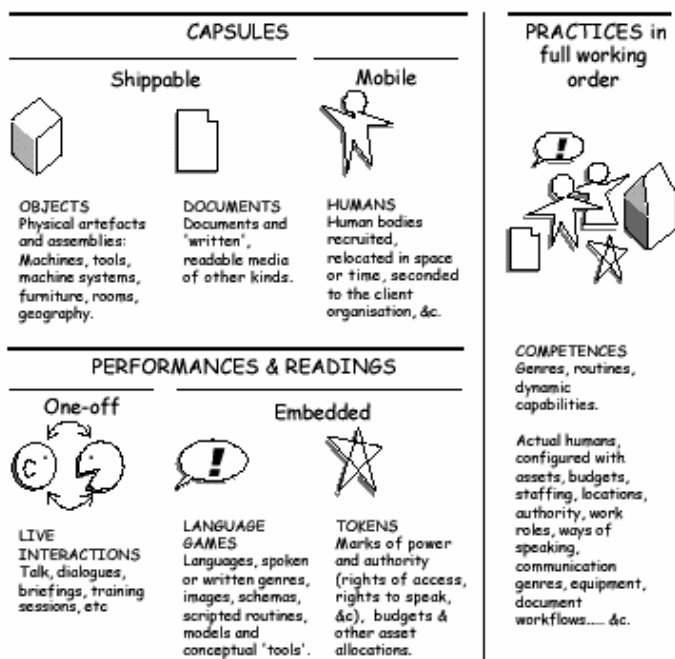 CAPSULES
Shippable
Mobile
OBJECTS
Physical artefacts
and assemblies:
Machines, tools,
machine systems,
furniture, rooms,
geography.
DOCUMENTS
Documents and
'written',
readable media
of other kinds.
HUMANS
Human bodies
recruited,
relocated in space
or time, seconded
to the client
organisation, &c.
PERFORMANCES & READINGS
One-off
Embedded
C
!
LIVE
INTERACTIONS
Talk, dialogues,
briefings, training
sessions, etc
LANGUAGE
GAMES
Languages, spoken
or written genres,
images, schemas,
scripted routines,
models and
conceptual 'tools'.
TOKENS
Marks of power
and authority
(rights of access,
rights to speak,
&c), budgets &
other asset
allocations.
PRACTICES in
full working
order
!
COMPETENCES
Genres, routines,
dynamic
capabilities.
Actual humans,
configured with
assets, budgets,
staffing, locations,
authority, work
roles, ways of
speaking,
communication
genres, equipment,
document
workflows..... &c.